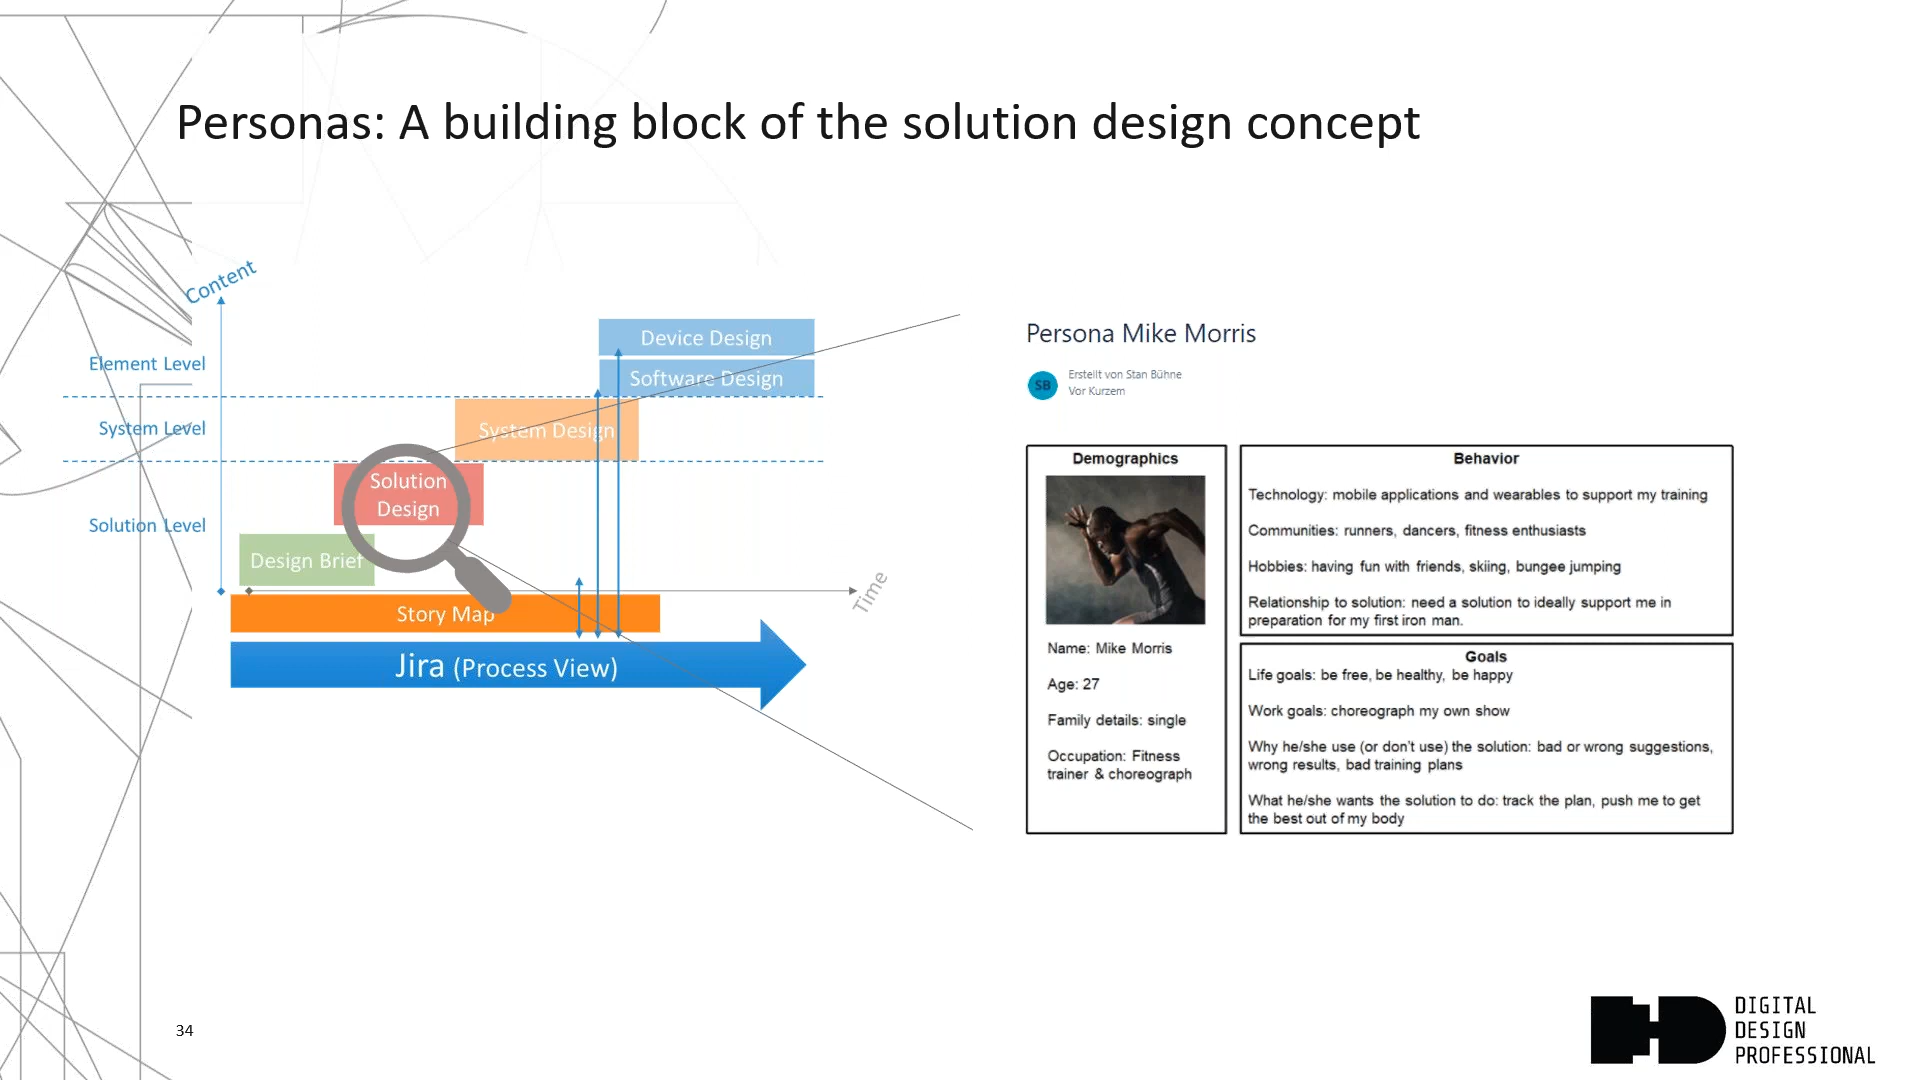 Personas: A building block of the solution design concept
Content
Element Level
System Level
Solution Level
Device Design
Software Design
System Design
Solution
Design
Design Brief
Time
Story Map
Jira (Process View)
Persona Mike Morris
SB
Erstellt von Stan Bühne
Vor Kurzem
Demographics
Name: Mike Morris
Age: 27
Family details: single
Occupation: Fitness
trainer & choreograph
Behavior
Technology: mobile applications and wearables to support my training
Communities: runners, dancers, fitness enthusiasts
Hobbies: having fun with friends, skiing, bungee jumping
Relationship to solution: need a solution to ideally support me in
preparation for my first iron man.
Goals
Life goals: be free, be healthy, be happy
Work goals: choreograph my own show
Why he/she use (or don't use) the solution: bad or wrong suggestions,
wrong results, bad training plans
What he/she wants the solution to do: track the plan, push me to get
the best out of my body
34
DIGITAL
DESIGN
PROFESSIONAL